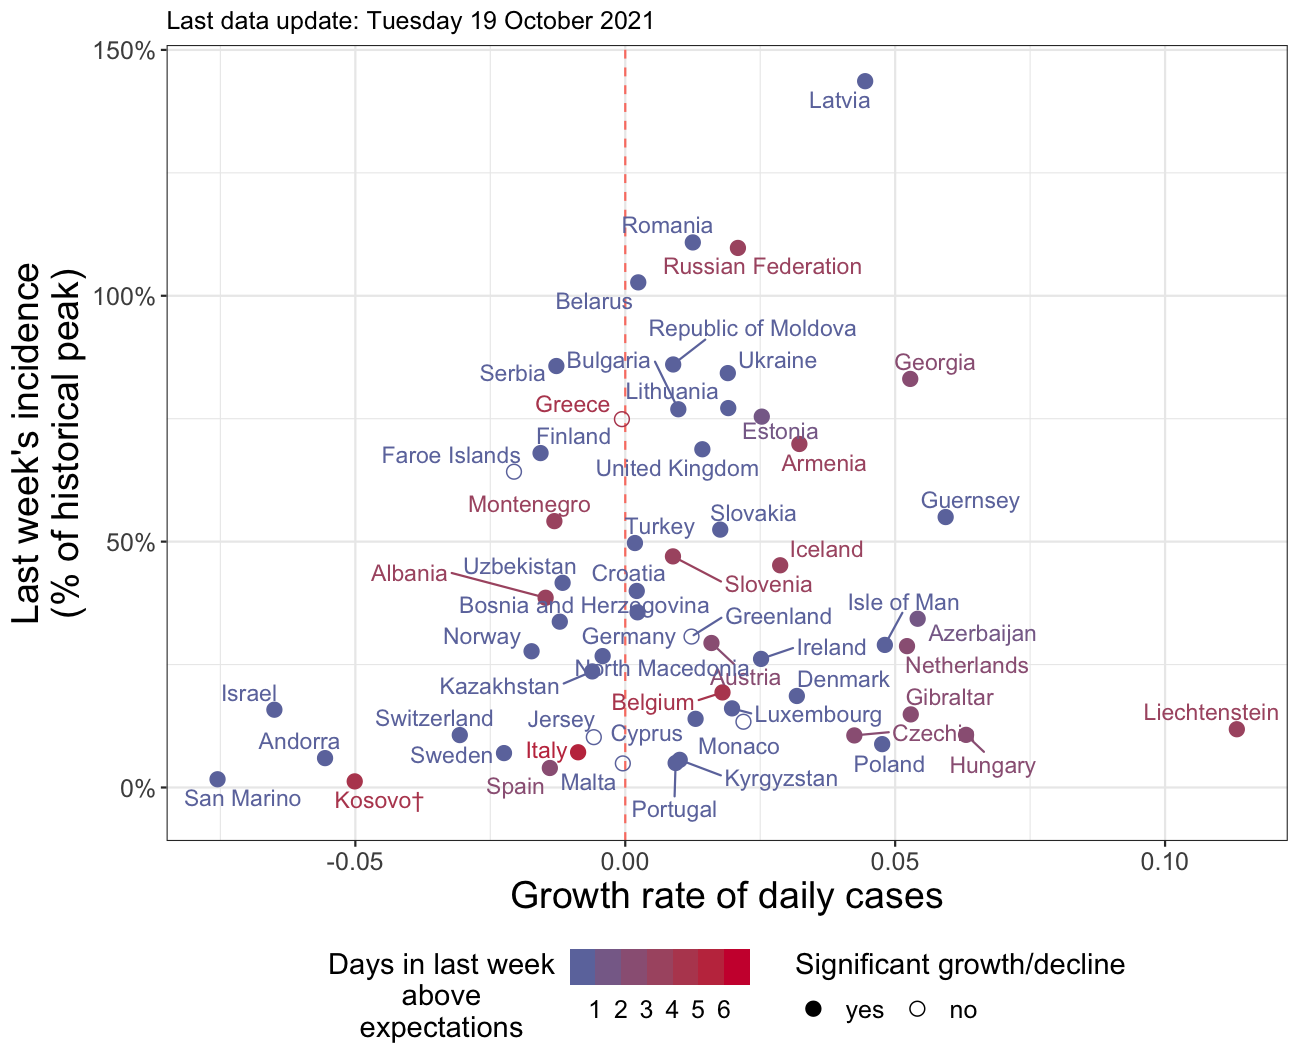 Last data update: Tuesday 19 October 2021
150%
100%
50%
0%
Last week's incidence
(% of historical peak)
Latvia
Romania
Russian Federation
Belarus
Republic of Moldova
Serbia
Bulgaria
Ukraine
Georgia
Lithuania
Greece
Estonia
Finland
Faroe Islands
United Kingdom
Armenia
Montenegro
Guernsey
Turkey
Slovakia
Iceland
Uzbekistan
Albania
Croatia
Slovenia
Bosnia and Herzegovina
Isle of Man
Greenland
Norway
Germany
Azerbaijan
Ireland
North Macedonia
Netherlands
Kazakhstan
Austria
Denmark
Israel
Belgium
Gibraltar
Switzerland
Jersey
Luxembourg
Liechtenstein
Andorra
Cyprus
Czechia
Sweden
Italy
Monaco
Poland
Hungary
San Marino
Kosovo†
Spain
Malta
Kyrgyzstan
Portugal
-0.05
0.00
0.05
0.10
Growth rate of daily cases
Days in last week
above
expectations
1 2 3 4 5 6
Significant growth/decline
yes
no